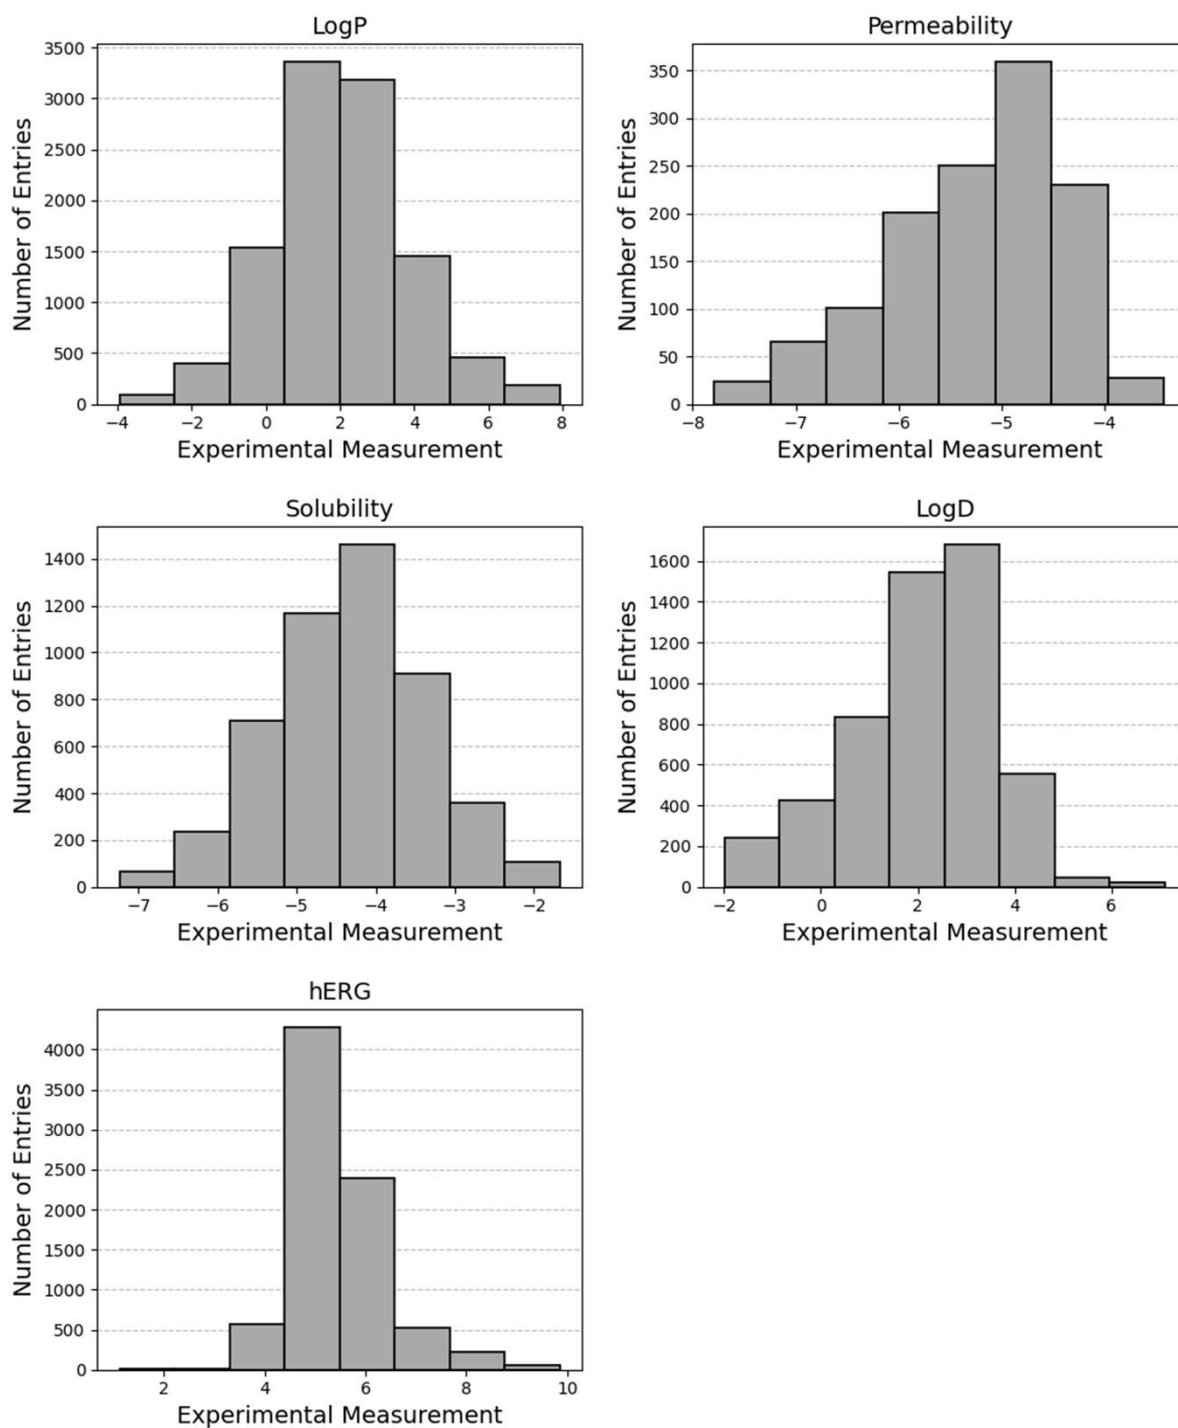 LogP
3500
3000
2500
2000
1500
1000
500
0
Number of Entries
−4 −2 0 2 4 6 8
Experimental Measurement
Permeability
350
300
250
200
150
100
50
0
Number of Entries
−8 −7 −6 −5 −4
Experimental Measurement
Solubility
1400
1200
1000
800
600
400
200
0
Number of Entries
−7 −6 −5 −4 −3 −2
Experimental Measurement
LogD
1600
1400
1200
1000
800
600
400
200
0
Number of Entries
−2 0 2 4 6
Experimental Measurement
hERG
4000
3500
3000
2500
2000
1500
1000
500
0
Number of Entries
2 4 6 8 10
Experimental Measurement